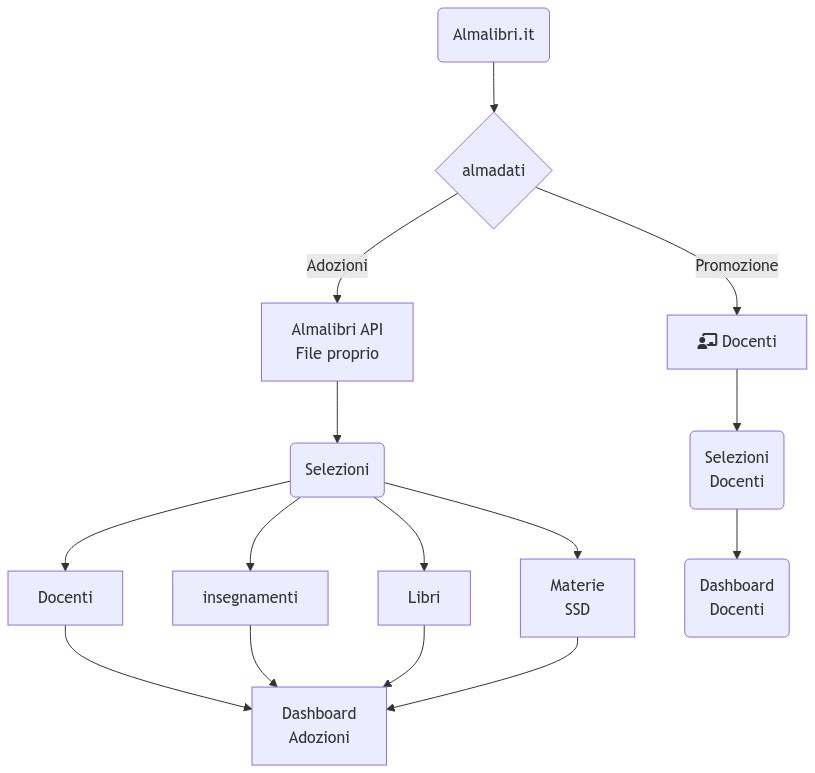 Almalibri.it
almadati
Adozioni
Promozione
Almalibri API
File proprio
Docenti
Selezioni
Selezioni
Docenti
Docenti
insegnamenti
Libri
Materie
SSD
Dashboard
Docenti
Dashboard
Adozioni